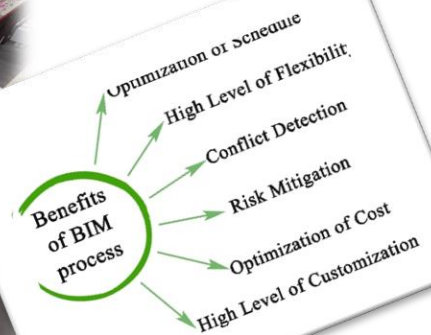 Optimization of Schedule
High Level of Flexibility
Conflict Detection
Risk Mitigation
Optimization of Cost
High Level of Customization
Benefits
of BIM
process